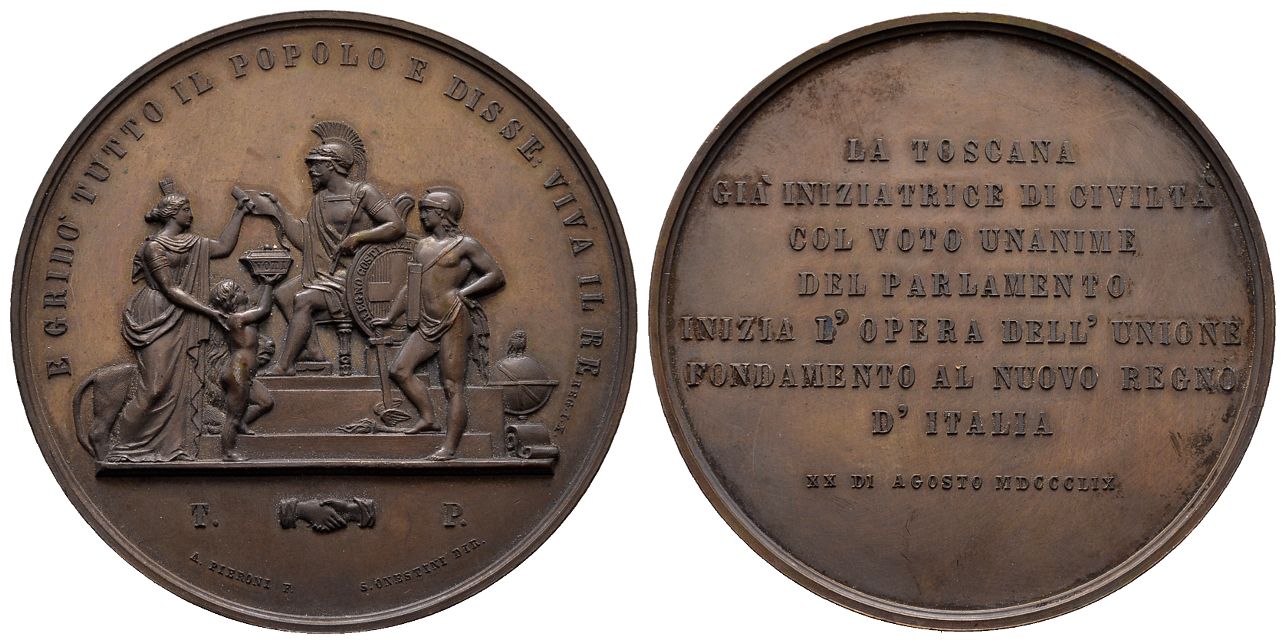 E GRIDO' TUTTO IL POPOLO E DISSE: VIVA IL RE
T. P.
A. PIERONI F. S. ONESTINI DIR.
LA TOSCANA
GIÀ INIZIATRICE DI CIVILTÀ
COL VOTO UNANIME
DEL PARLAMENTO
INIZIA L' OPERA DELL' UNIONE
FONDAMENTO AL NUOVO REGNO
D' ITALIA
XX DI AGOSTO MDCCCLIX